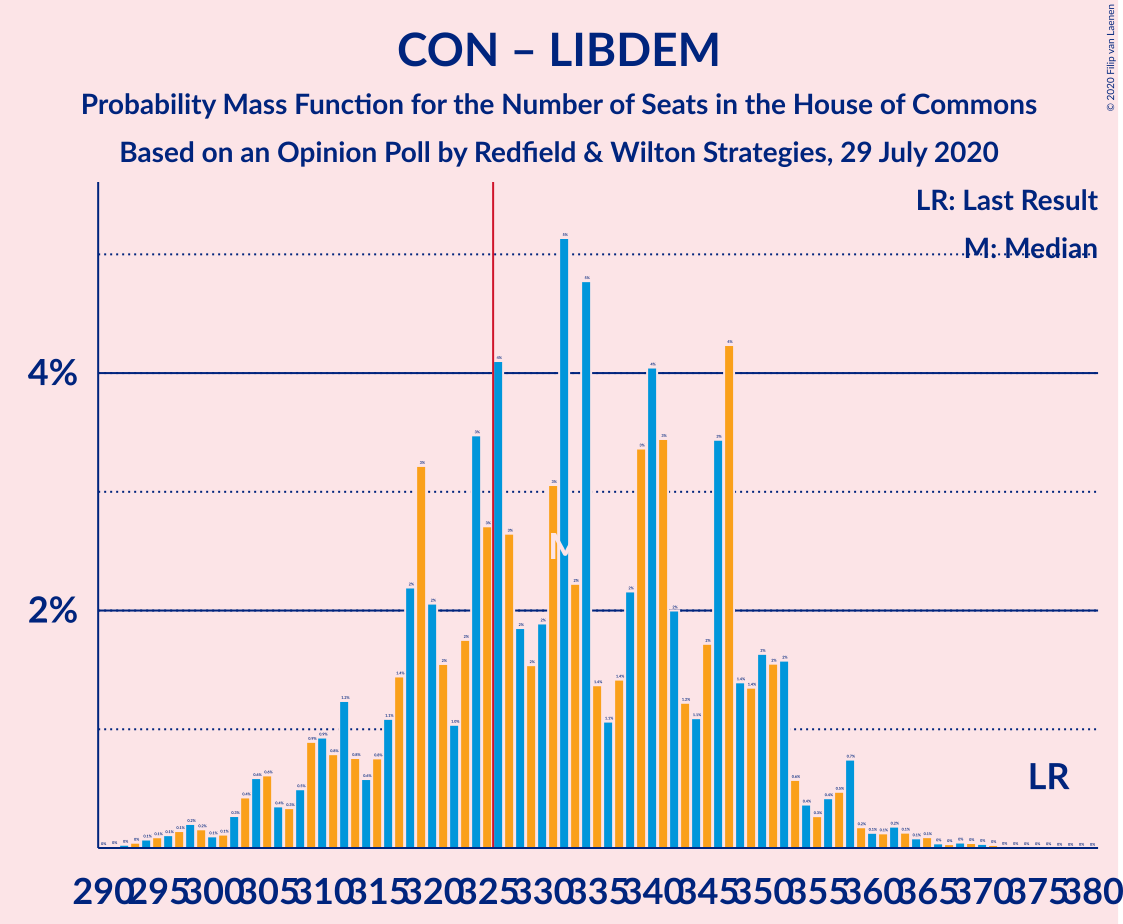 CON – LIBDEM
Probability Mass Function for the Number of Seats in the House of Commons
Based on an Opinion Poll by Redfield & Wilton Strategies, 29 July 2020
© 2020 Filip van Laenen
LR: Last Result
M: Median
4%
2%
M
LR
290 295 300 305 310 315 320 325 330 335 340 345 350 355 360 365 370 375 380